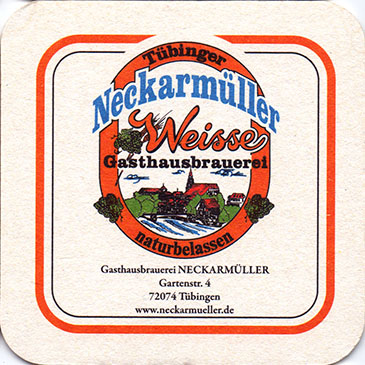 Tübinger
Neckarmüller
Weisse
Gasthausbrauerei
naturbelassen
Gasthausbrauerei NECKARMÜLLER
Gartenstr. 4
72074 Tübingen
www.neckarmueller.de